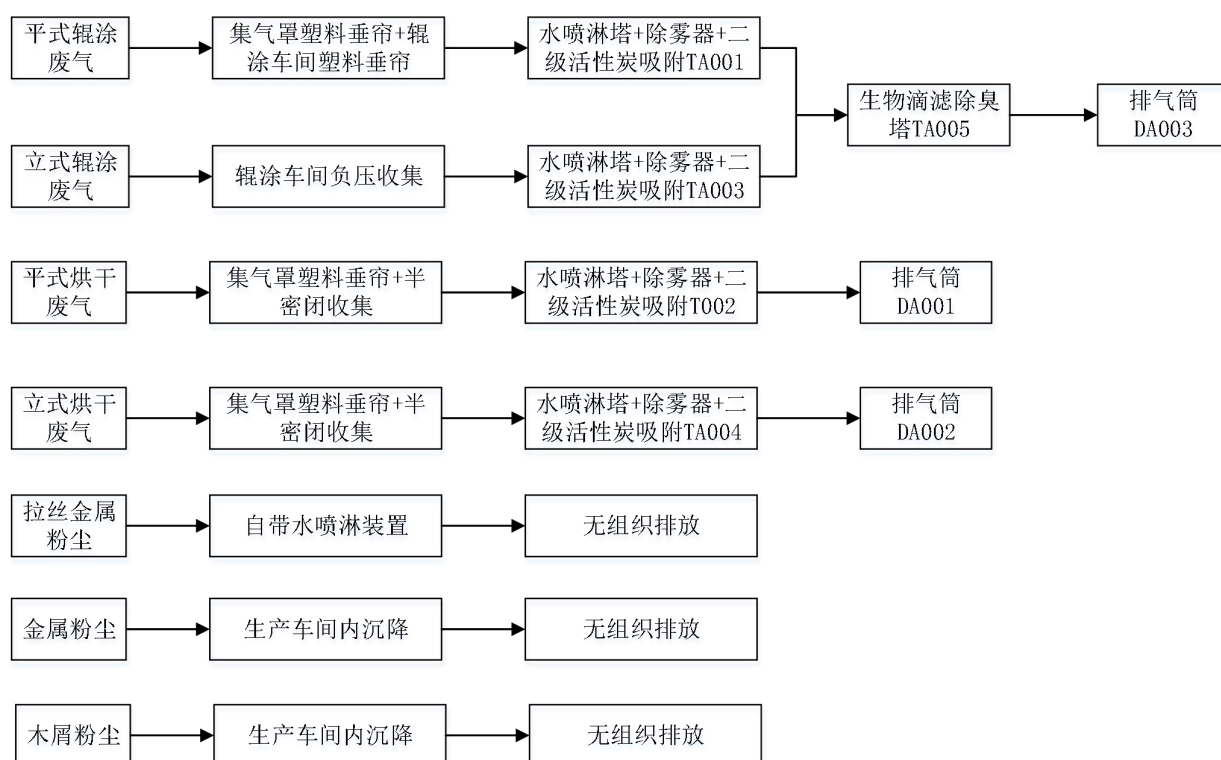 平式辊涂
废气
集气罩塑料垂帘+辊
涂车间塑料垂帘
水喷淋塔+除雾器+二
级活性炭吸附TA001
生物滴滤除臭
塔TA005
排气筒
DA003
立式辊涂
废气
辊涂车间负压收集
水喷淋塔+除雾器+二
级活性炭吸附TA003
平式烘干
废气
集气罩塑料垂帘+半
密闭收集
水喷淋塔+除雾器+二
级活性炭吸附T002
排气筒
DA001
立式烘干
废气
集气罩塑料垂帘+半
密闭收集
水喷淋塔+除雾器+二
级活性炭吸附TA004
排气筒
DA002
拉丝金属
粉尘
自带水喷淋装置
无组织排放
金属粉尘
生产车间内沉降
无组织排放
木屑粉尘
生产车间内沉降
无组织排放